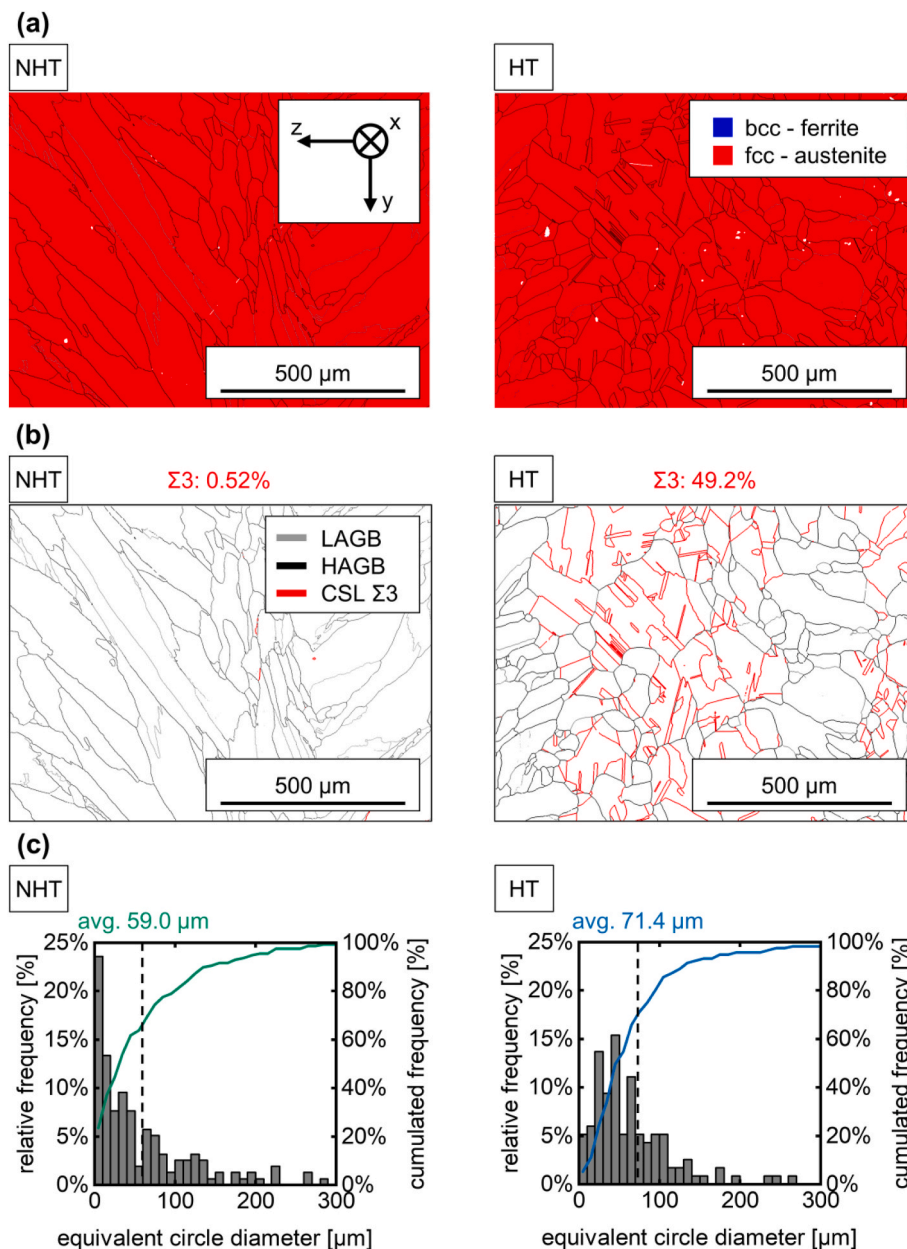 (a)
NHT
HT
z
x
y
bcc - ferrite
fcc - austenite
500 µm
500 µm
(b)
NHT
Σ3: 0.52%
HT
Σ3: 49.2%
LAGB
HAGB
CSL Σ3
500 µm
500 µm
(c)
NHT
HT
avg. 59.0 µm
avg. 71.4 µm
relative frequency [%]
25%
20%
15%
10%
5%
0%
100%
80%
60%
40%
20%
0%
cumulated frequency [%]
0
100
200
300
equivalent circle diameter [µm]
relative frequency [%]
25%
20%
15%
10%
5%
0%
100%
80%
60%
40%
20%
0%
cumulated frequency [%]
0
100
200
300
equivalent circle diameter [µm]